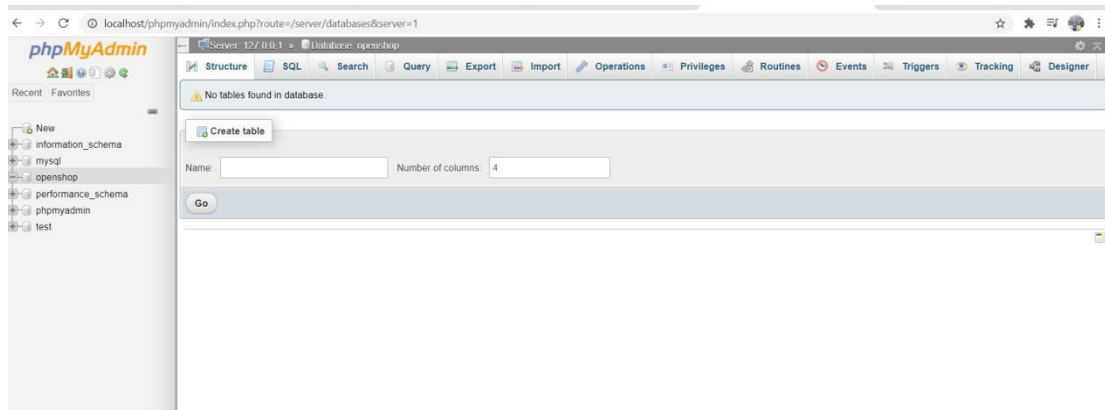 localhost/phpmyadmin/index.php?route=/server/databases&server=1
phpMyAdmin
Recent Favorites
New
information_schema
mysql
openshop
performance_schema
phpmyadmin
test
Server: 127.0.0.1 » Database: openshop
Structure SQL Search Query Export Import Operations Privileges Routines Events Triggers Tracking Designer
No tables found in database.
Create table
Name: Number of columns: 4
Go